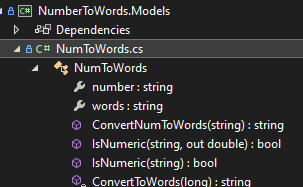 C# NumberToWords.Models
Dependencies
C# NumToWords.cs
NumToWords
number : string
words : string
ConvertNumToWords(string) : string
IsNumeric(string, out double) : bool
IsNumeric(string) : bool
ConvertToWords(long) : string